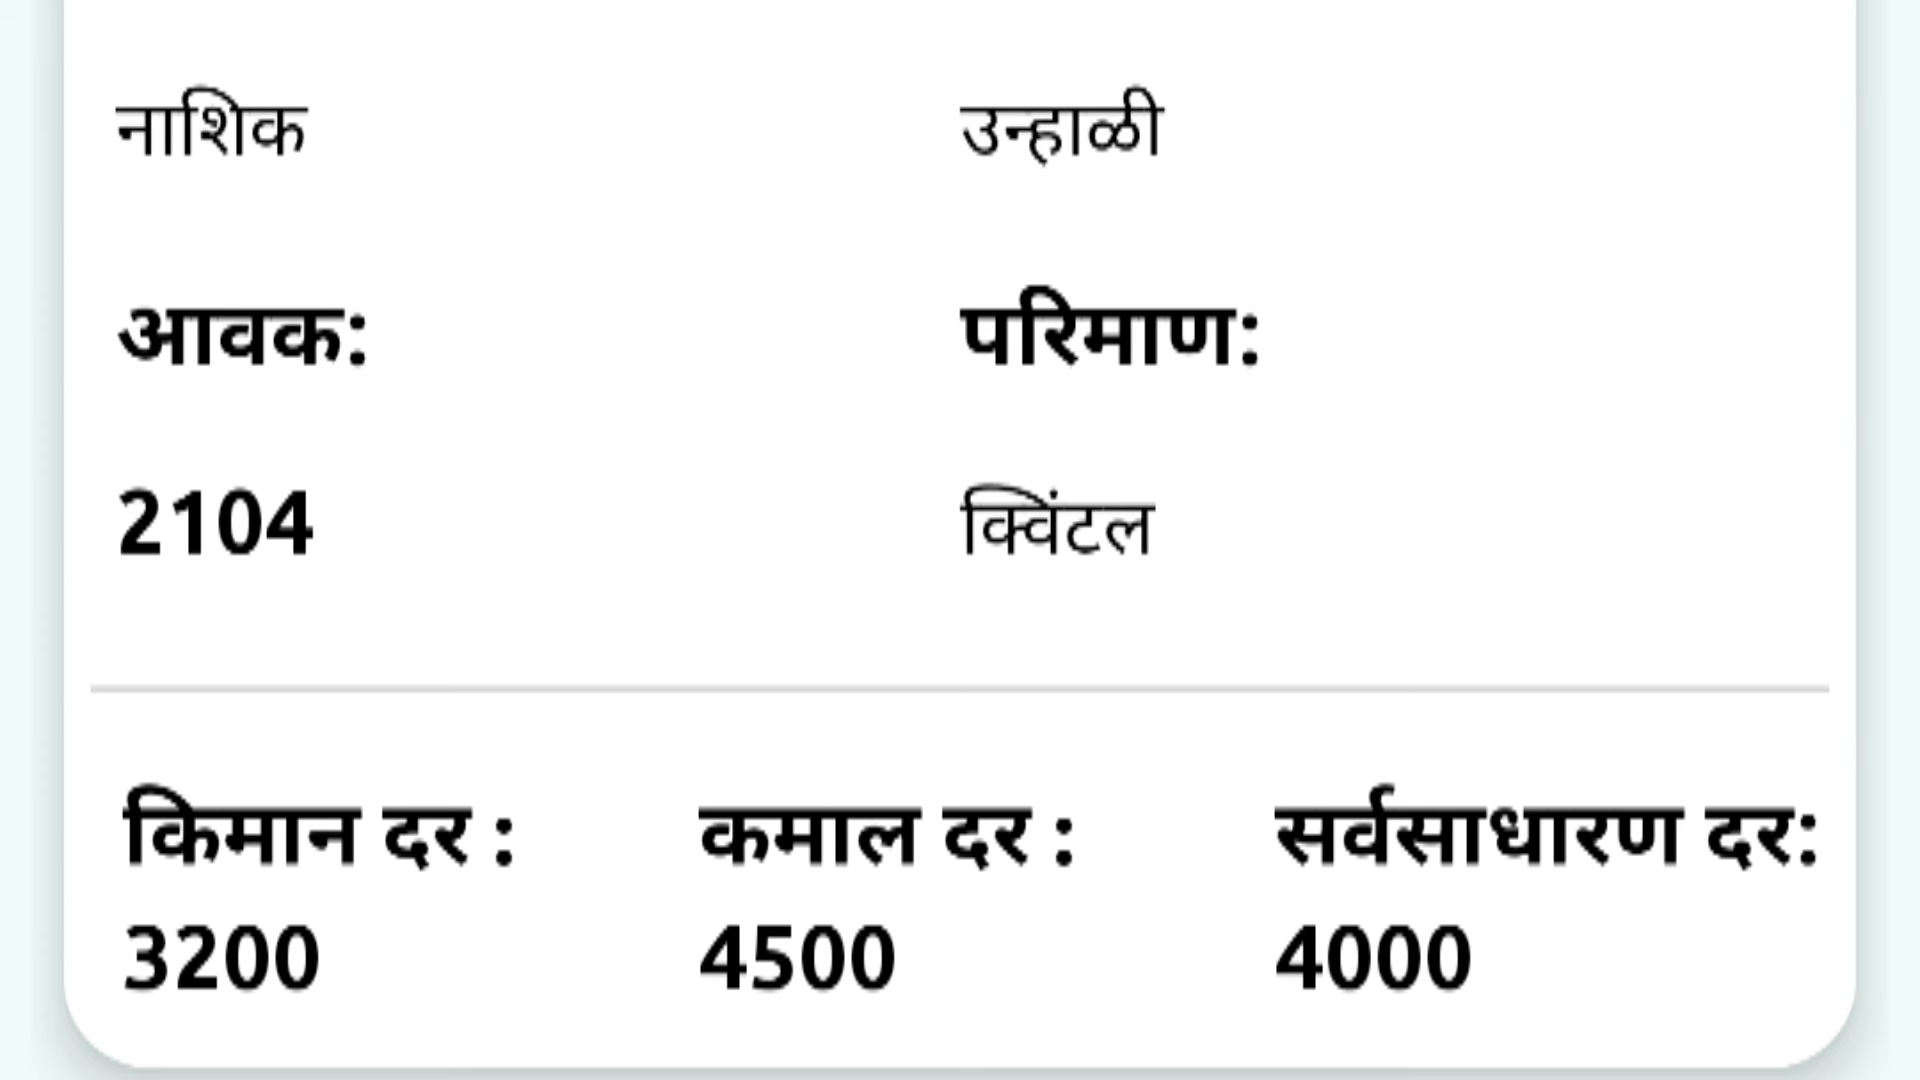 नाशिक उन्हाळी
आवक: परिमाण:
2104 क्विंटल
किमान दर : कमाल दर : सर्वसाधारण दर:
3200 4500 4000